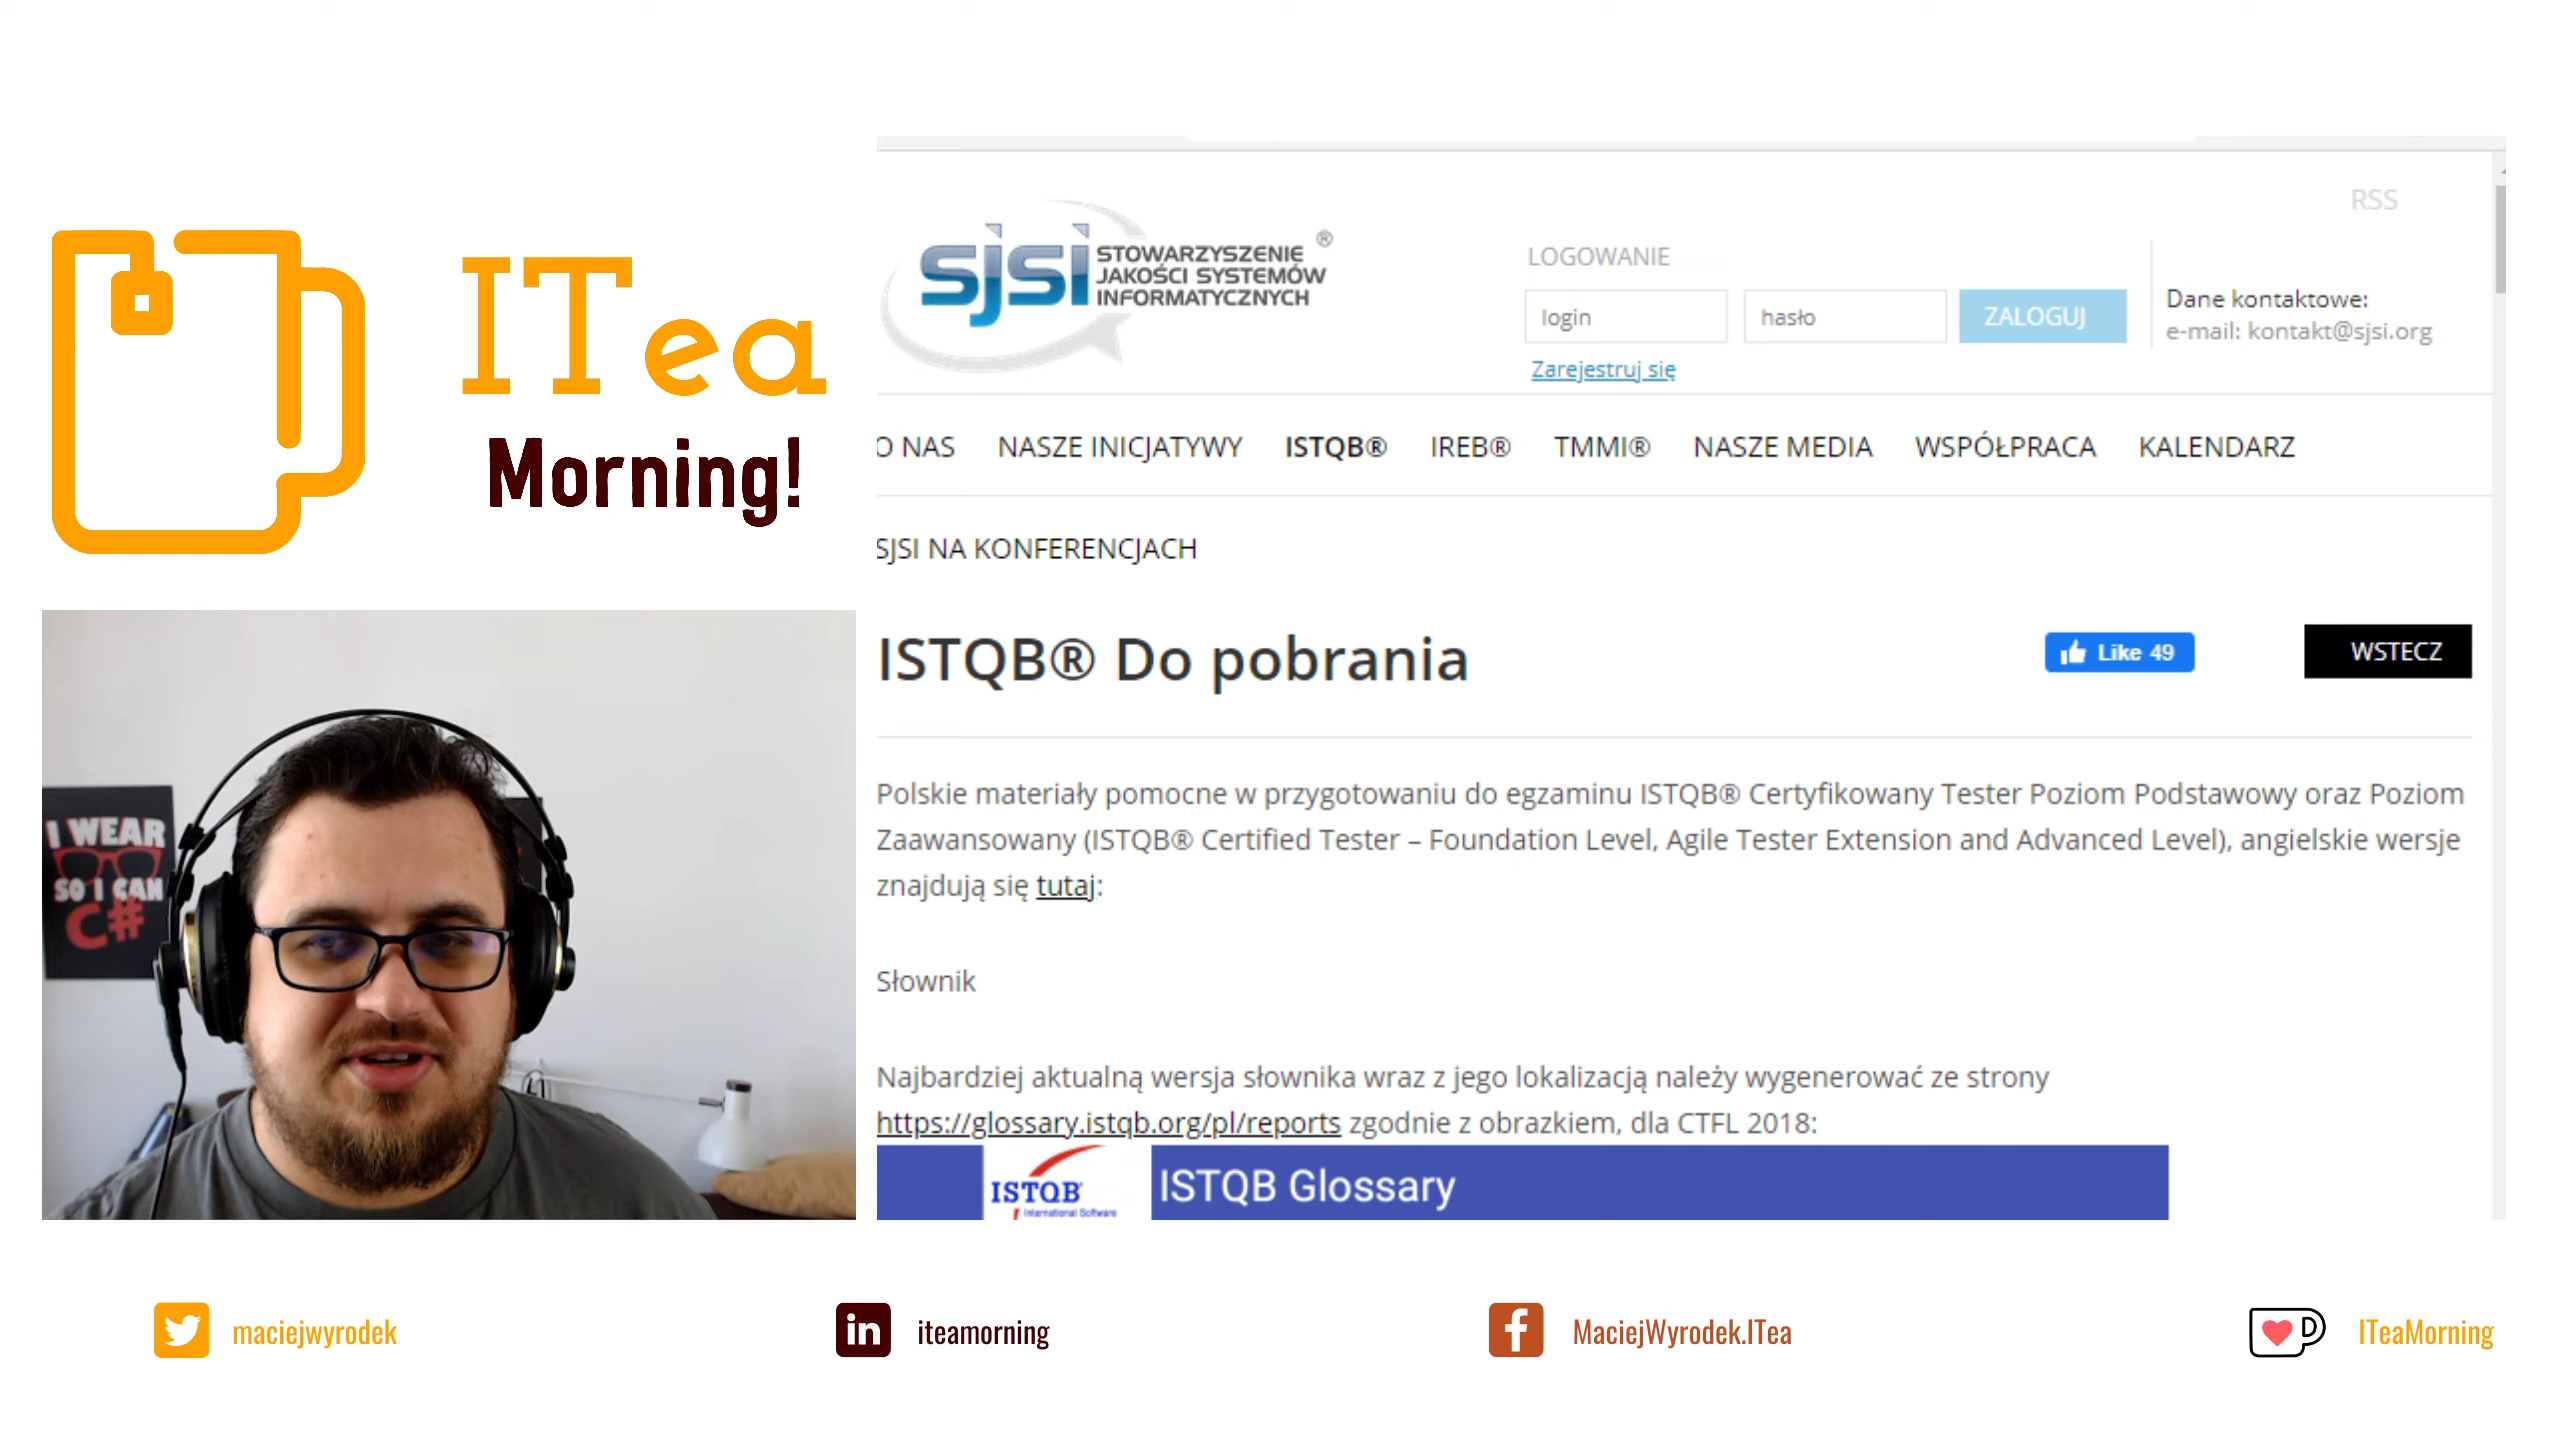 ITea
Morning!
I WEAR
SO I CAN
C#
sjsi STOWARZYSZENIE
JAKOŚCI SYSTEMÓW
INFORMATYCZNYCH
®
RSS
LOGOWANIE
login
hasło
ZALOGUJ
Zarejestruj się
Dane kontaktowe:
e-mail: kontakt@sjsi.org
O NAS NASZE INICJATYWY ISTQB® IREB® TMMI® NASZE MEDIA WSPÓŁPRACA KALENDARZ
SJSI NA KONFERENCJACH
ISTQB® Do pobrania
Like 49
WSTECZ
Polskie materiały pomocne w przygotowaniu do egzaminu ISTQB® Certyfikowany Tester Poziom Podstawowy oraz Poziom
Zaawansowany (ISTQB® Certified Tester – Foundation Level, Agile Tester Extension and Advanced Level), angielskie wersje
znajdują się tutaj:
Słownik
Najbardziej aktualną wersja słownika wraz z jego lokalizacją należy wygenerować ze strony
https://glossary.istqb.org/pl/reports zgodnie z obrazkiem, dla CTFL 2018:
ISTQB
International Software
ISTQB Glossary
maciejwyrodek
in iteamorning
MaciejWyrodek.ITea
ITeaMorning